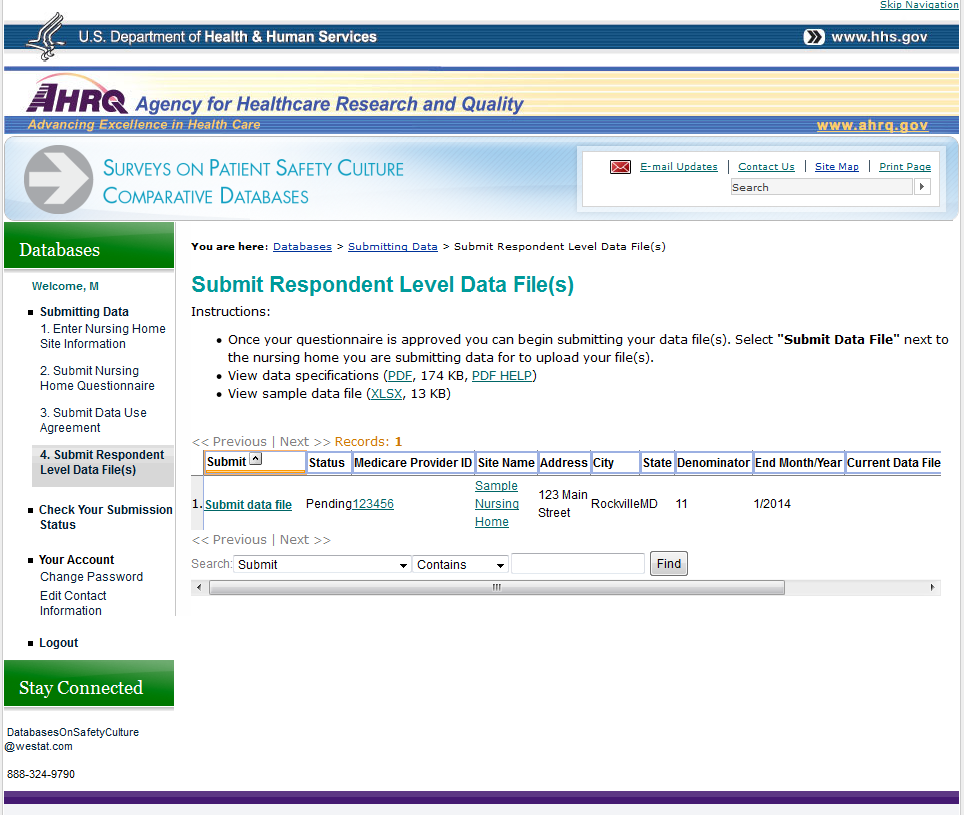 Skip Navigation
U.S. Department of Health & Human Services
www.hhs.gov
AHRQ Agency for Healthcare Research and Quality
Advancing Excellence in Health Care
www.ahrq.gov
SURVEYS ON PATIENT SAFETY CULTURE
COMPARATIVE DATABASES
E-mail Updates | Contact Us | Site Map | Print Page
Search
Databases
Welcome, M
Submitting Data
1. Enter Nursing Home
Site Information
2. Submit Nursing
Home Questionnaire
3. Submit Data Use
Agreement
4. Submit Respondent
Level Data File(s)
Check Your Submission
Status
Your Account
Change Password
Edit Contact
Information
Logout
Stay Connected
DatabasesOnSafetyCulture
@westat.com
888-324-9790
You are here: Databases > Submitting Data > Submit Respondent Level Data File(s)
Submit Respondent Level Data File(s)
Instructions:
• Once your questionnaire is approved you can begin submitting your data file(s). Select "Submit Data File" next to
the nursing home you are submitting data for to upload your file(s).
• View data specifications (PDF, 174 KB, PDF HELP)
• View sample data file (XLSX, 13 KB)
<< Previous | Next >> Records: 1
Submit Status Medicare Provider ID Site Name Address City State Denominator End Month/Year Current Data File
1. Submit data file Pending 123456 Sample Nursing Home 123 Main Street Rockville MD 11 1/2014
<< Previous | Next >>
Search: Submit Contains Find